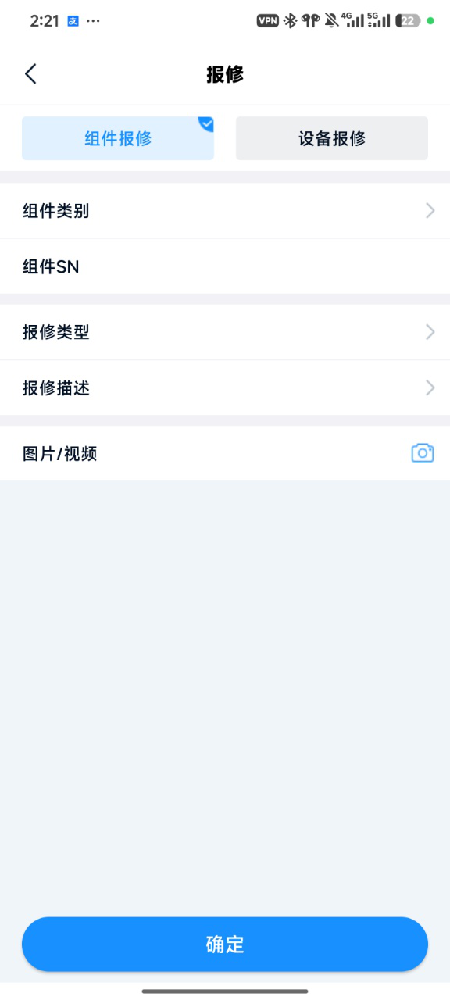 2:21 支 ···
VPN 4G 5G 22
报修
组件报修
设备报修
组件类别
组件SN
报修类型
报修描述
图片/视频
确定